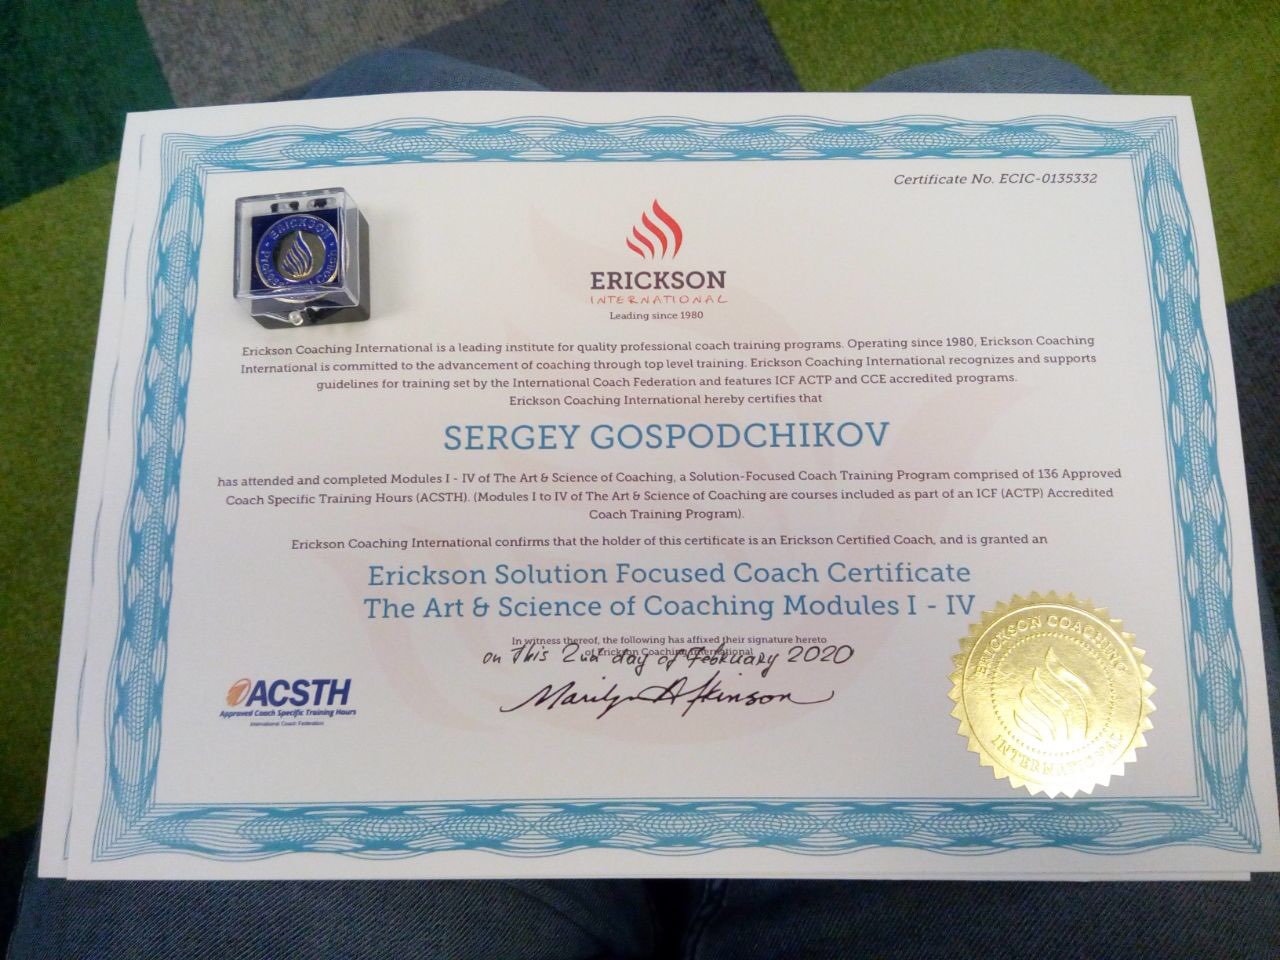 Certificate No. ECIC-0135332
ERICKSON
ERICKSON
INTERNATIONAL
Leading since 1980
Erickson Coaching International is a leading institute for quality professional coach training programs. Operating since 1980, Erickson Coaching
International is committed to the advancement of coaching through top level training. Erickson Coaching International recognizes and supports
guidelines for training set by the International Coach Federation and features ICF ACTP and CCE accredited programs.
Erickson Coaching International hereby certifies that
SERGEY GOSPODCHIKOV
has attended and completed Modules I - IV of The Art & Science of Coaching, a Solution-Focused Coach Training Program comprised of 136 Approved
Coach Specific Training Hours (ACSTH). (Modules I to IV of The Art & Science of Coaching are courses included as part of an ICF (ACTP) Accredited
Coach Training Program).
Erickson Coaching International confirms that the holder of this certificate is an Erickson Certified Coach, and is granted an
Erickson Solution Focused Coach Certificate
The Art & Science of Coaching Modules I - IV
In witness thereof, the following has affixed their signature hereto
of Erickson Coaching International
on This 2nd day of February 2020
Marilyn Atkinson
ACSTH
Approved Coach Specific Training Hours
International Coach Federation
ERICKSON COACHING
INTERNATIONAL